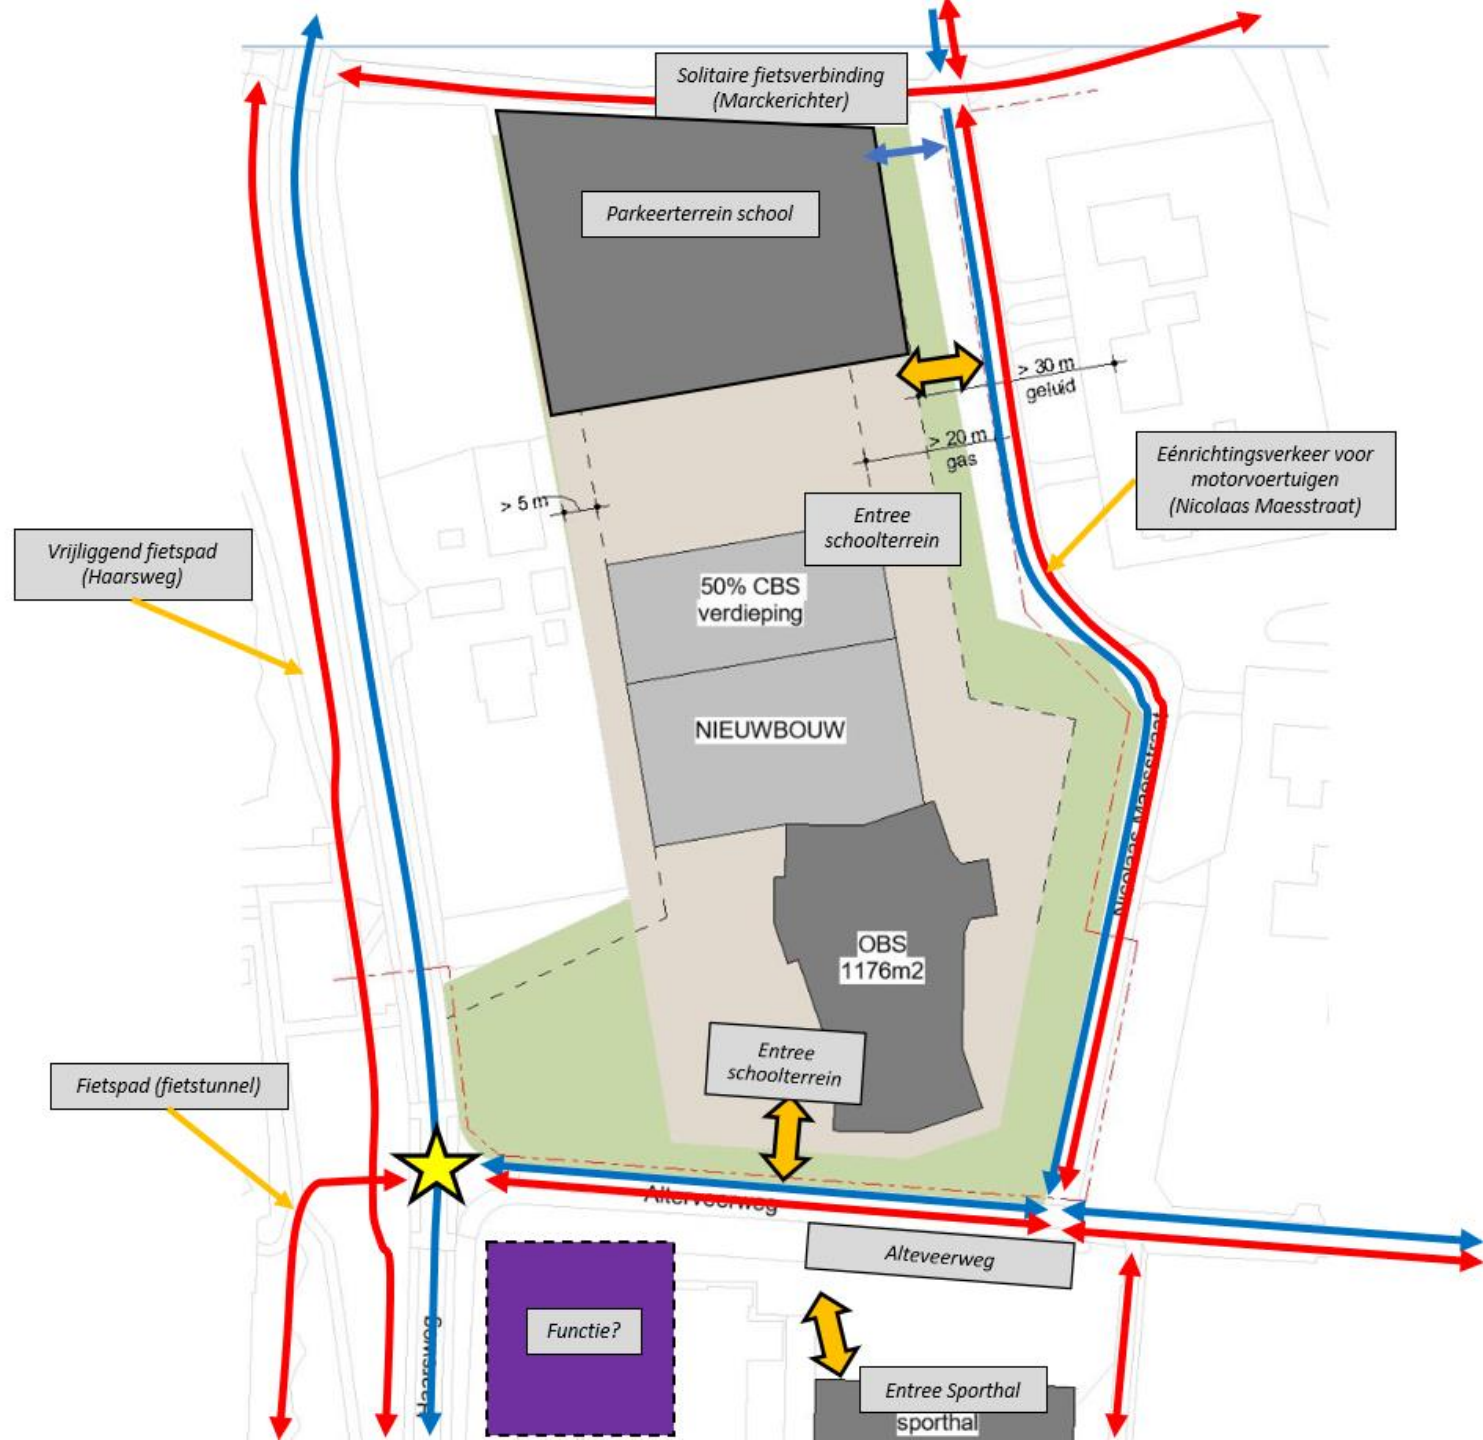 Solitaire fietsverbinding
(Marckerichter)
Parkeerterrein school
> 30 m
geluid
> 20 m
gas
Eénrichtingsverkeer voor
motorvoertuigen
(Nicolaas Maesstraat)
> 5 m
Entree
schoolterrein
Vrijliggend fietspad
(Haarsweg)
50% CBS
verdieping
NIEUWBOUW
Nicolaas Maesstraat
OBS
1176m2
Entree
schoolterrein
Fietspad (fietstunnel)
Alterveerweg
Alteveerweg
Functie?
Haarsweg
Entree Sporthal
sporthal